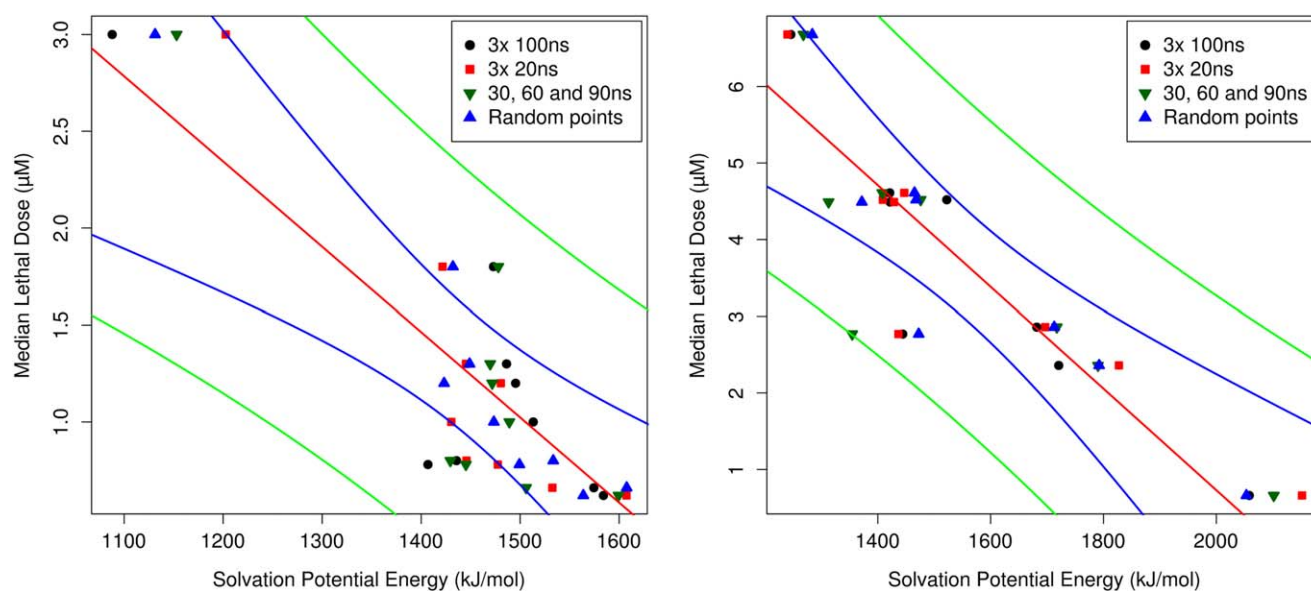 3x 100ns
3x 20ns
30, 60 and 90ns
Random points
Median Lethal Dose (µM)
3.0
2.5
2.0
1.5
1.0
1100 1200 1300 1400 1500 1600
Solvation Potential Energy (kJ/mol)
3x 100ns
3x 20ns
30, 60 and 90ns
Random points
Median Lethal Dose (µM)
6
5
4
3
2
1
1400 1600 1800 2000
Solvation Potential Energy (kJ/mol)